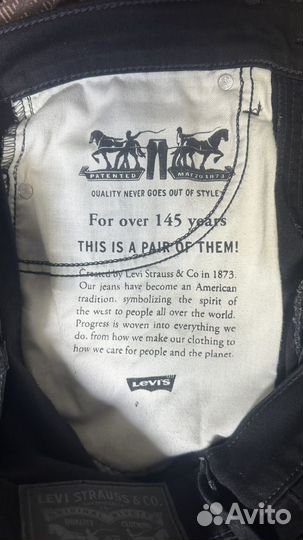 PATENTED MAY 20 1873
QUALITY NEVER GOES OUT OF STYLE
For over 145 years
THIS IS A PAIR OF THEM!
Created by Levi Strauss & Co in 1873.
Our jeans have become an American
tradition, symbolizing the spirit of
the west to people all over the world.
Progress is woven into everything we
do, from how we make our clothing to
how we care for people and the planet.
LEVI'S
LEVI STRAUSS & CO.
ORIGINAL
QUALITY CLOTHING
Avito